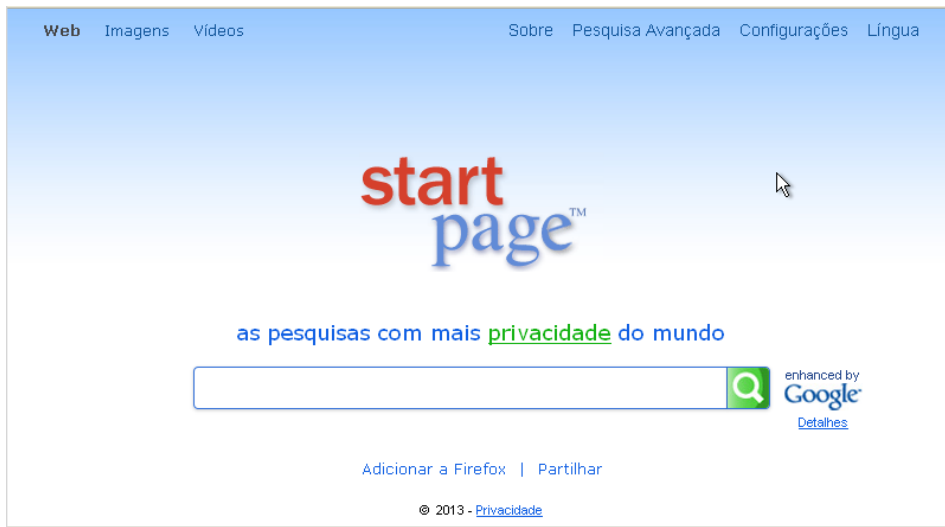 Web Imagens Vídeos Sobre Pesquisa Avançada Configurações Língua
start
page™
as pesquisas com mais privacidade do mundo
enhanced by
Google
Detalhes
Adicionar a Firefox | Partilhar
© 2013 - Privacidade